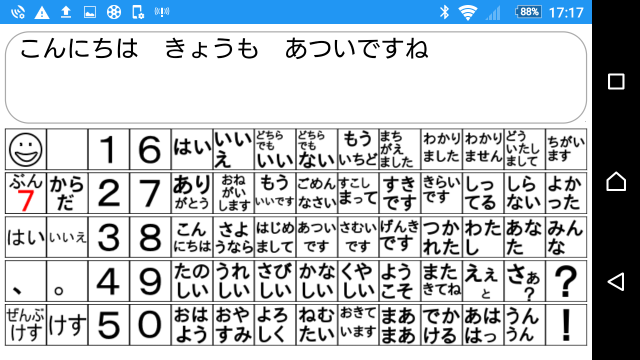 88% 17:17
こんにちは　きょうも　あついですね
1 6 はい いいえ どちらでもいい どちらでもない もういちど まちがえました わかりました わかりません どういたしまして ちがいます
ぶん7 からだ 2 7 ありがとう おねがいします もういいです ごめんなさい すこしまって すきです きらいです しってる しらない よかった
はい いいえ 3 8 こんにちは さようなら はじめまして あついです さむいです げんきです つかれた わたし あなた みんな
、 。 4 9 たのしい うれしい さびしい かなしい くやしい ようこそ またきてね えぇと さぁ? ?
ぜんぶけす けす 5 0 おはよう おやすみ よろしく ねむたい おきています まあまあ でかける あははっ うんうん !